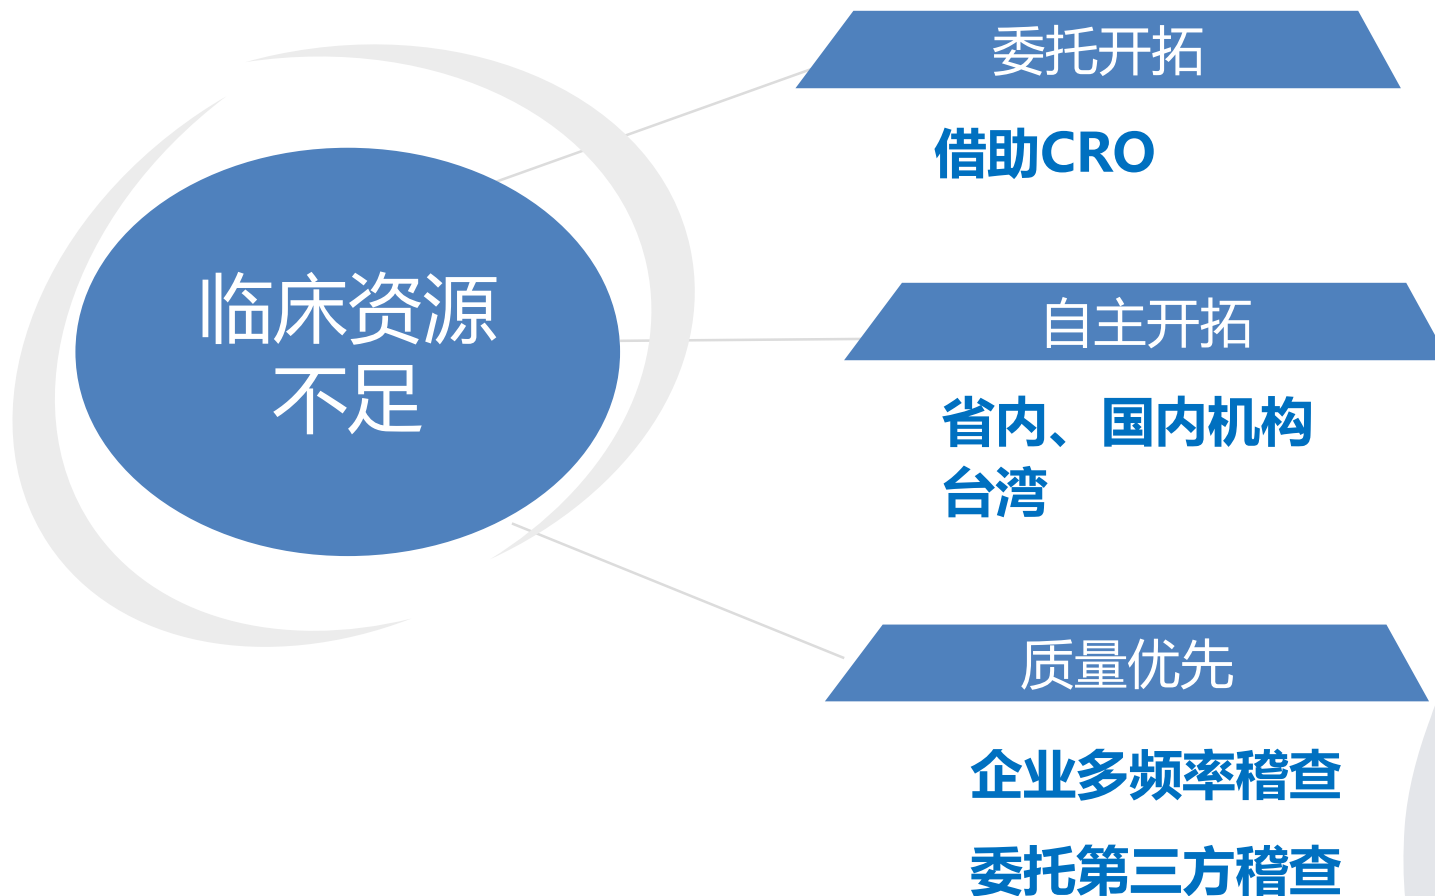 临床资源
不足
委托开拓
借助CRO
自主开拓
省内、国内机构
台湾
质量优先
企业多频率稽查
委托第三方稽查